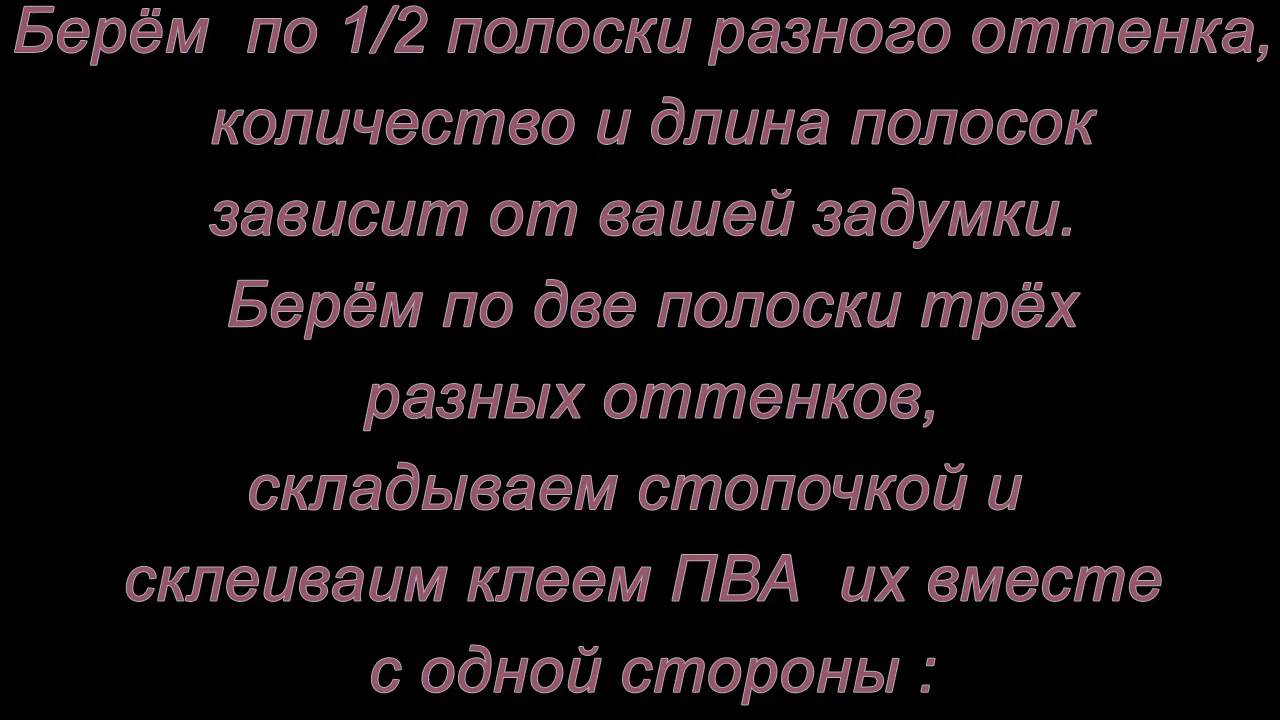 Берём по 1/2 полоски разного оттенка,
количество и длина полосок
зависит от вашей задумки.
Берём по две полоски трёх
разных оттенков,
складываем стопочкой и
склеиваим клеем ПВА их вместе
с одной стороны :